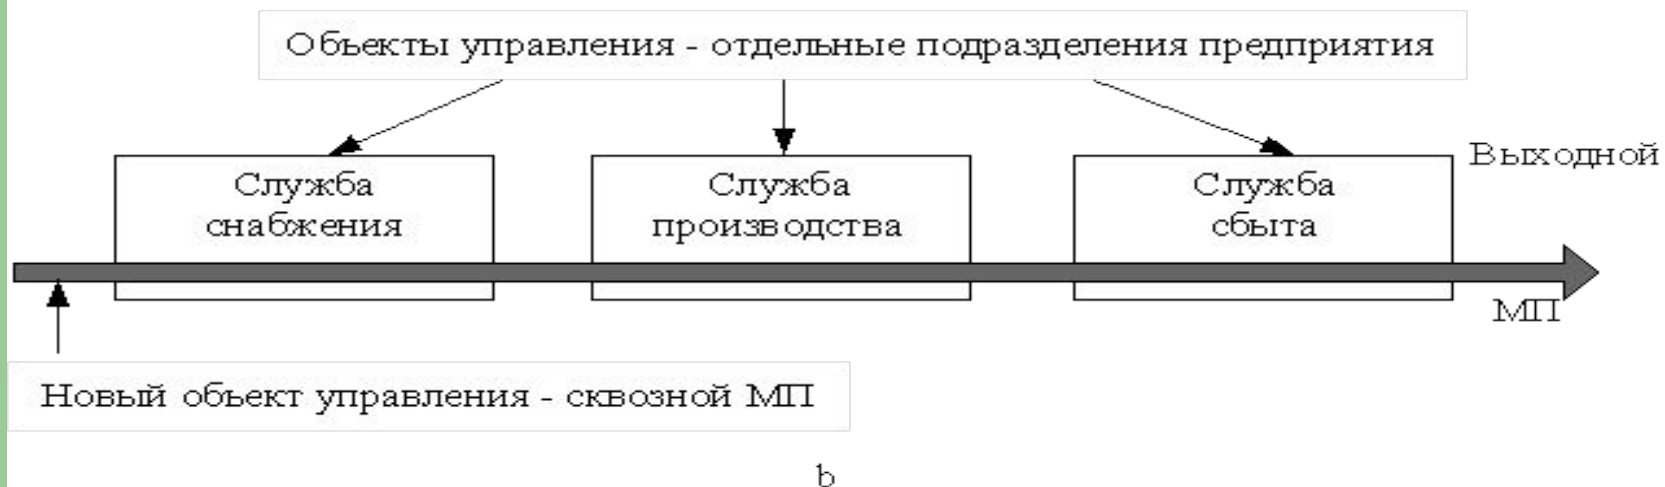 Объекты управления - отдельные подразделения предприятия
Служба
снабжения
Служба
производства
Служба
сбыта
Выходной
МП
Новый объект управления - сквозной МП
b